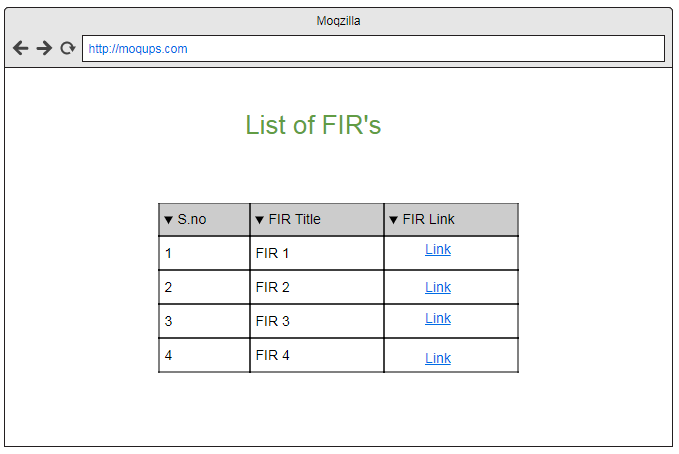 Moqzilla
http://moqups.com
List of FIR's
S.no FIR Title FIR Link
1 FIR 1 Link
2 FIR 2 Link
3 FIR 3 Link
4 FIR 4 Link